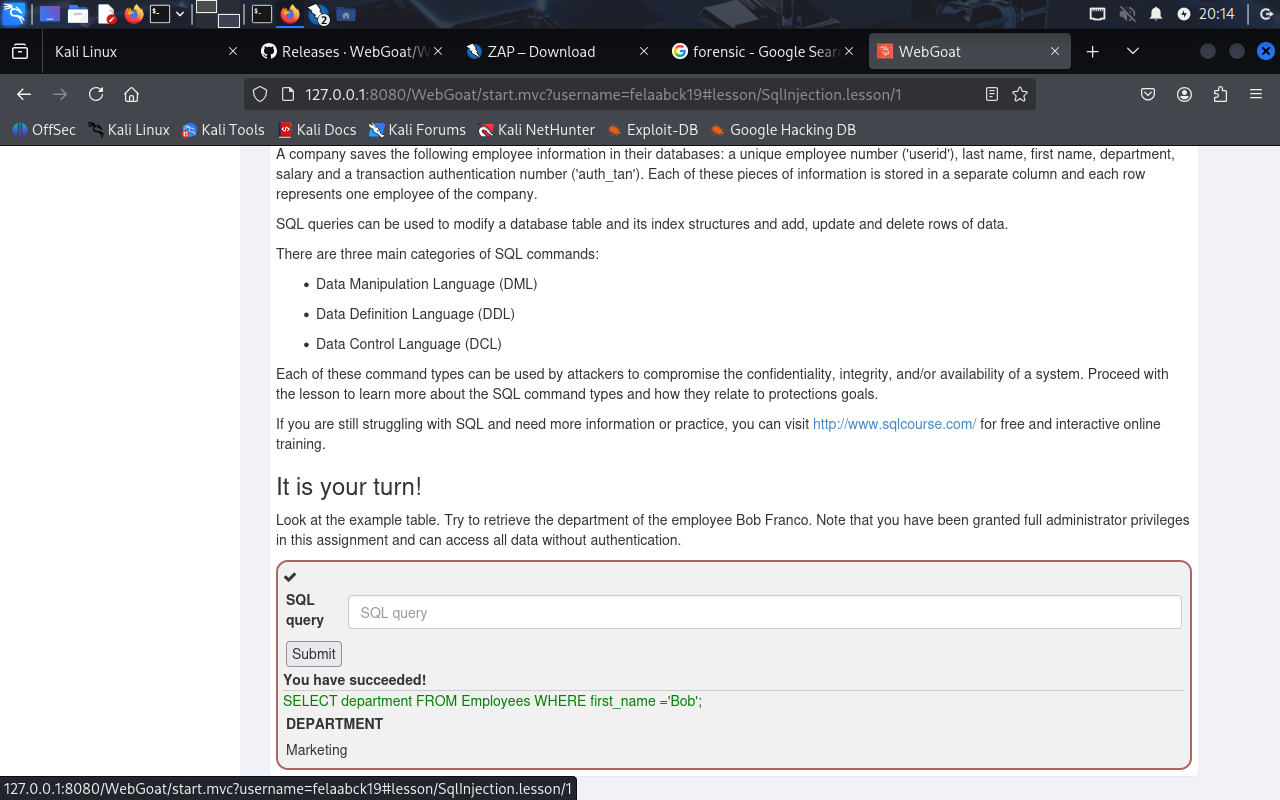 2
20:14
Kali Linux
Releases · WebGoat/W
ZAP – Download
forensic - Google Sear
WebGoat
127.0.0.1:8080/WebGoat/start.mvc?username=felaabck19#lesson/SqlInjection.lesson/1
OffSec
Kali Linux
Kali Tools
Kali Docs
Kali Forums
Kali NetHunter
Exploit-DB
Google Hacking DB
A company saves the following employee information in their databases: a unique employee number ('userid'), last name, first name, department,
salary and a transaction authentication number ('auth_tan'). Each of these pieces of information is stored in a separate column and each row
represents one employee of the company.
SQL queries can be used to modify a database table and its index structures and add, update and delete rows of data.
There are three main categories of SQL commands:
• Data Manipulation Language (DML)
• Data Definition Language (DDL)
• Data Control Language (DCL)
Each of these command types can be used by attackers to compromise the confidentiality, integrity, and/or availability of a system. Proceed with
the lesson to learn more about the SQL command types and how they relate to protections goals.
If you are still struggling with SQL and need more information or practice, you can visit http://www.sqlcourse.com/ for free and interactive online
training.
It is your turn!
Look at the example table. Try to retrieve the department of the employee Bob Franco. Note that you have been granted full administrator privileges
in this assignment and can access all data without authentication.
SQL
query
SQL query
Submit
You have succeeded!
SELECT department FROM Employees WHERE first_name ='Bob';
DEPARTMENT
Marketing
127.0.0.1:8080/WebGoat/start.mvc?username=felaabck19#lesson/SqlInjection.lesson/1